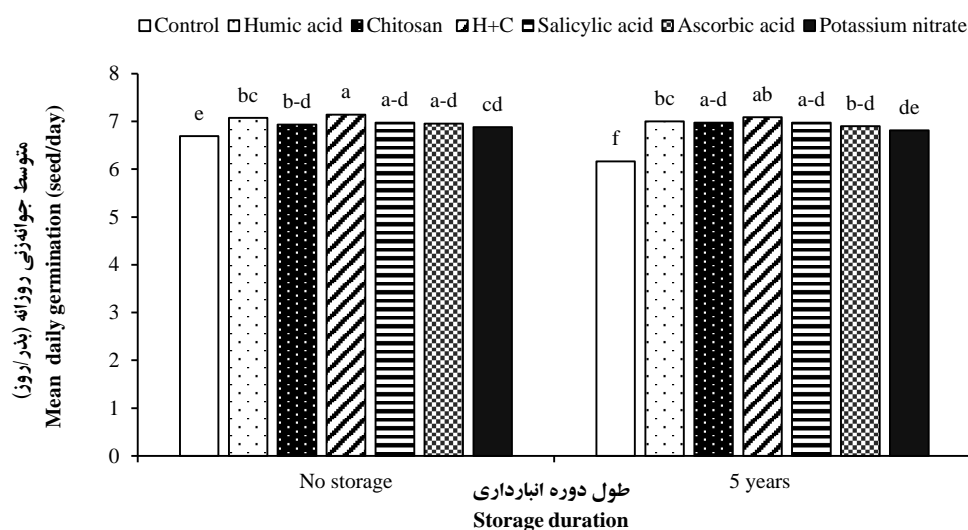 Control Humic acid Chitosan H+C Salicylic acid Ascorbic acid Potassium nitrate
8
7
6
5
4
3
2
1
0
متوسط جوانه‌زنی روزانه (بذر/روز)
Mean daily germination (seed/day)
e bc b-d a a-d a-d cd
f bc a-d ab a-d b-d de
No storage 5 years
طول دوره انبارداری
Storage duration